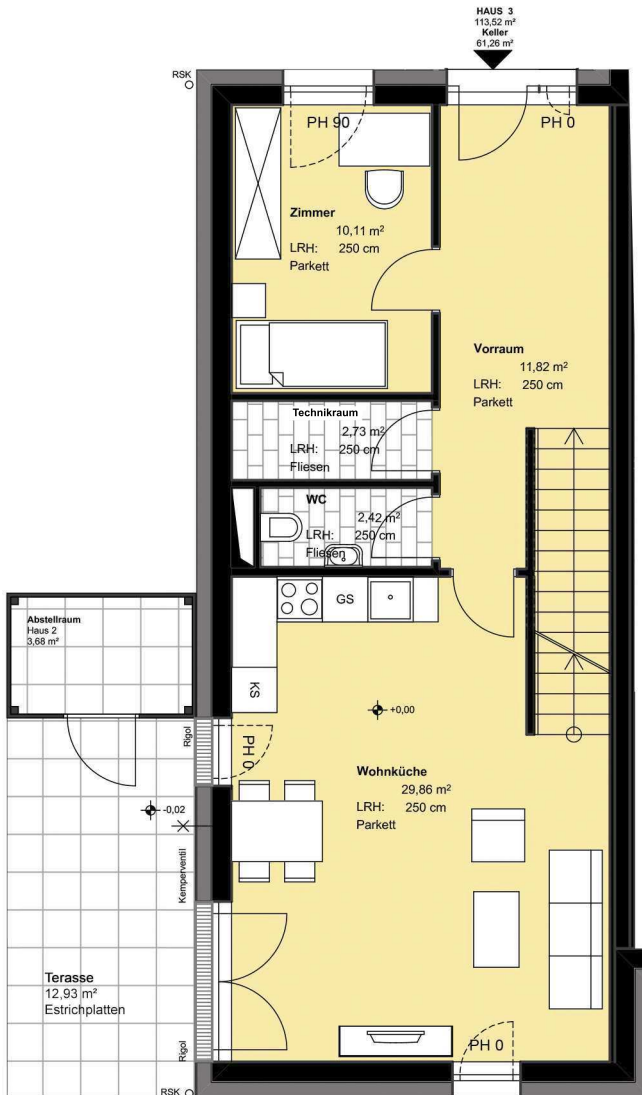 HAUS 3
113,52 m²
Keller
61,26 m²
RSK
PH 90
PH 0
Zimmer
10,11 m²
LRH: 250 cm
Parkett
Vorraum
11,82 m²
LRH: 250 cm
Parkett
Technikraum
2,73 m²
LRH: 250 cm
Fliesen
WC
2,42 m²
LRH: 250 cm
Fliesen
GS
Abstellraum
Haus 2
3,68 m²
KS
+0,00
Rigol
PH 0
Wohnküche
29,86 m²
LRH: 250 cm
Parkett
-0,02
Kemperventil
Terasse
12,93 m²
Estrichplatten
Rigol
PH 0
RSK